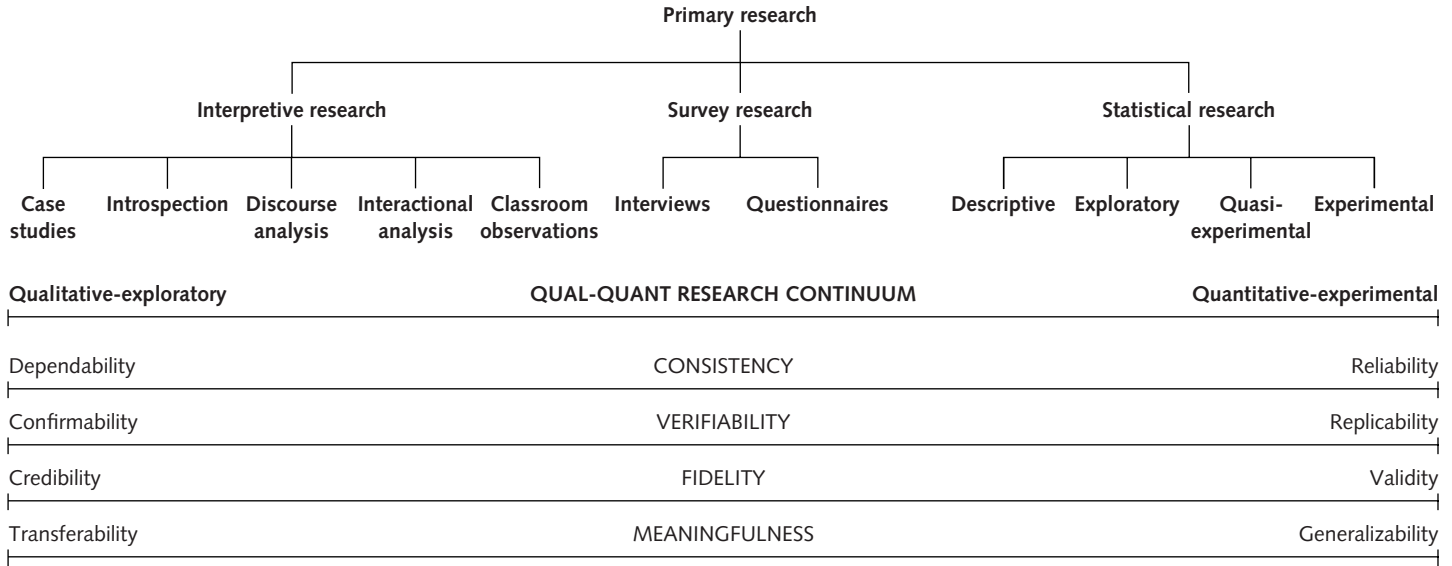 Primary research
Interpretive research Survey research Statistical research
Case Introspection Discourse Interactional Classroom Interviews Questionnaires Descriptive Exploratory Quasi- Experimental
studies analysis analysis observations experimental
Qualitative-exploratory QUAL-QUANT RESEARCH CONTINUUM Quantitative-experimental
Dependability CONSISTENCY Reliability
Confirmability VERIFIABILITY Replicability
Credibility FIDELITY Validity
Transferability MEANINGFULNESS Generalizability